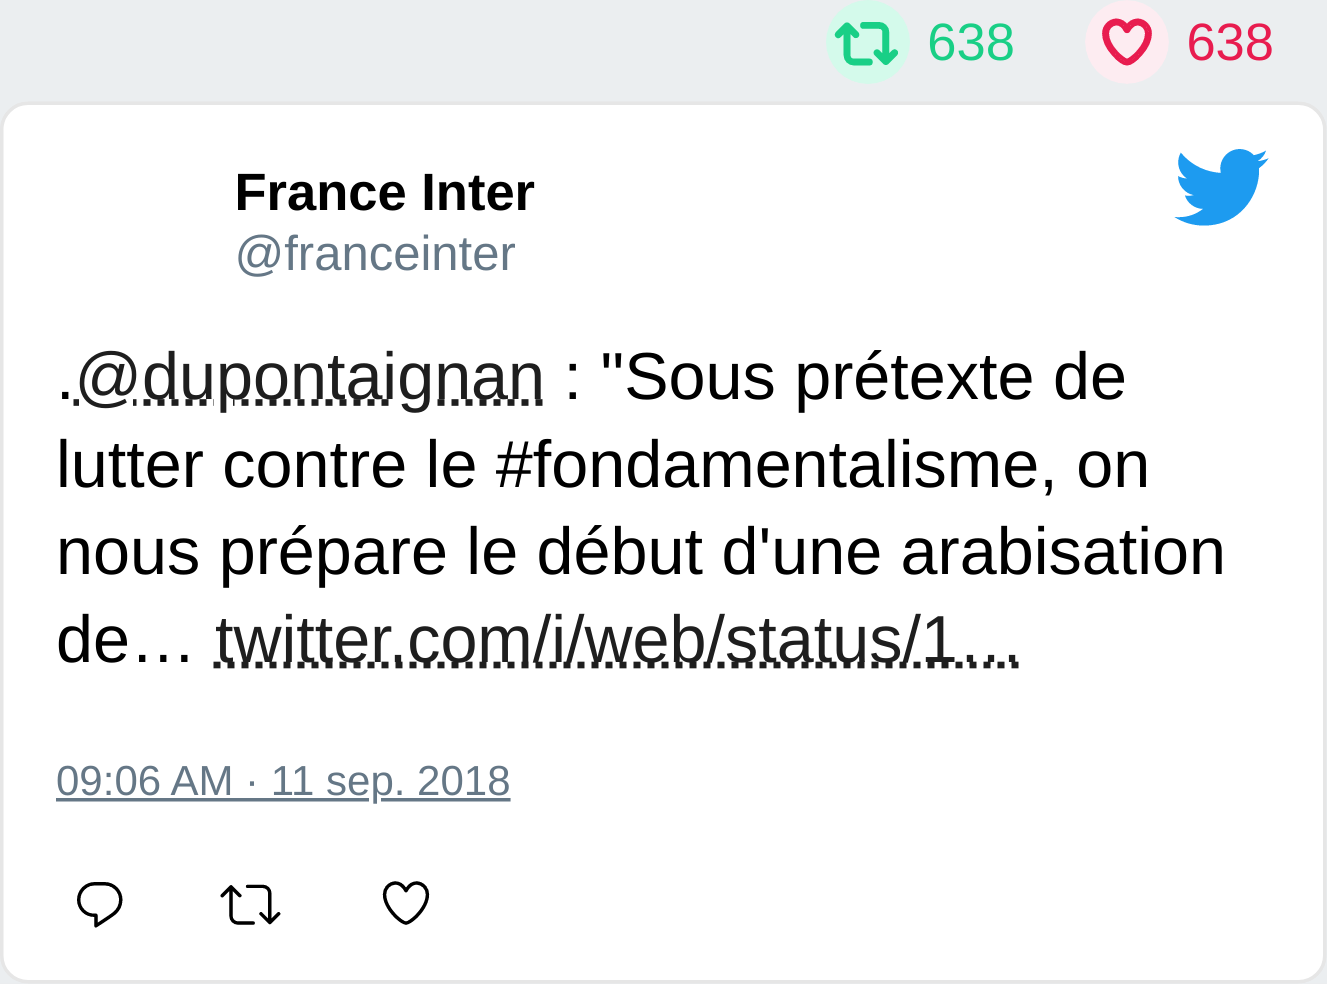 638 638
France Inter
@franceinter
.@dupontaignan : "Sous prétexte de
lutter contre le #fondamentalisme, on
nous prépare le début d'une arabisation
de… twitter.com/i/web/status/1…
09:06 AM · 11 sep. 2018